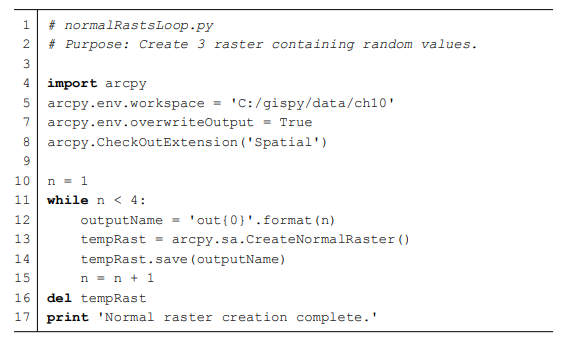 1 # normalRastsLoop.py
2 # Purpose: Create 3 raster containing random values.
3
4 import arcpy
5 arcpy.env.workspace = 'C:/gispy/data/ch10'
7 arcpy.env.overwriteOutput = True
8 arcpy.CheckOutExtension('Spatial')
9
10 n = 1
11 while n < 4:
12     outputName = 'out{0}'.format(n)
13     tempRast = arcpy.sa.CreateNormalRaster()
14     tempRast.save(outputName)
15     n = n + 1
16 del tempRast
17 print 'Normal raster creation complete.'